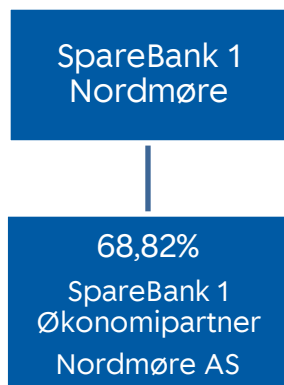 SpareBank 1
Nordmøre
68,82%
SpareBank 1
Økonomipartner
Nordmøre AS